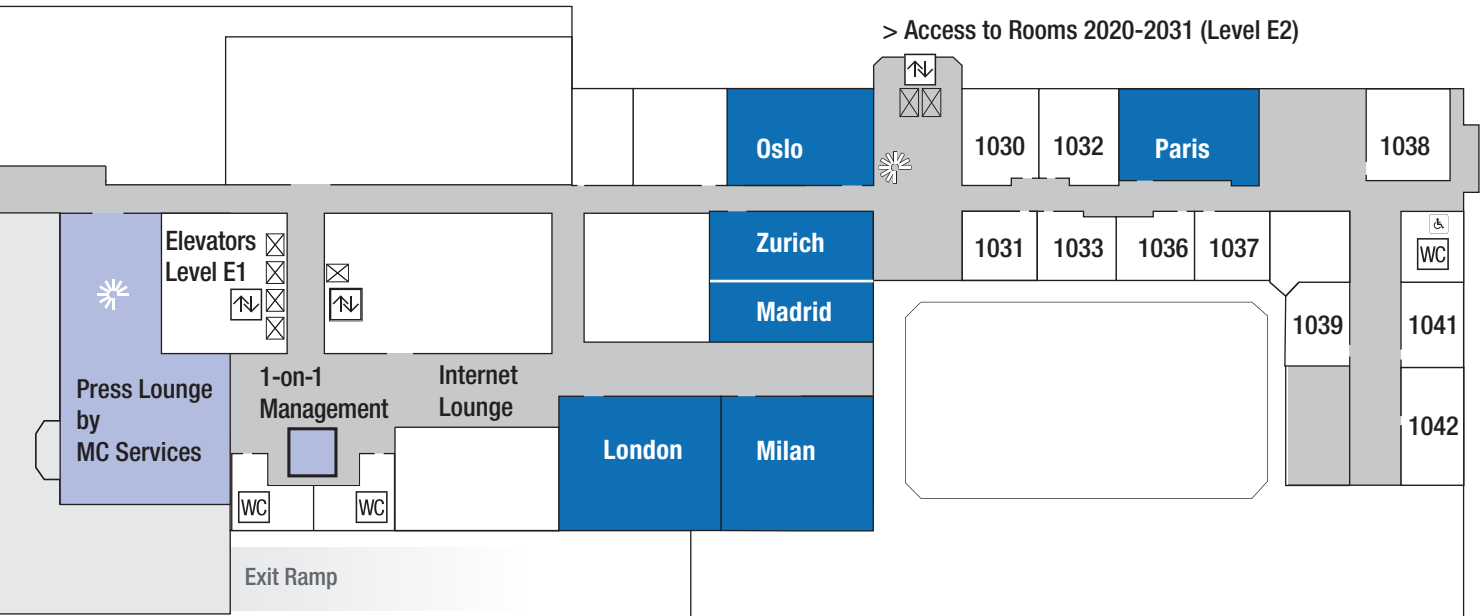 > Access to Rooms 2020-2031 (Level E2)
Oslo
1030
1032
Paris
1038
Elevators
Level E1
Zurich
Madrid
1031
1033
1036
1037
WC
1039
1041
Press Lounge
by
MC Services
1-on-1
Management
Internet
Lounge
London
Milan
1042
WC
WC
Exit Ramp